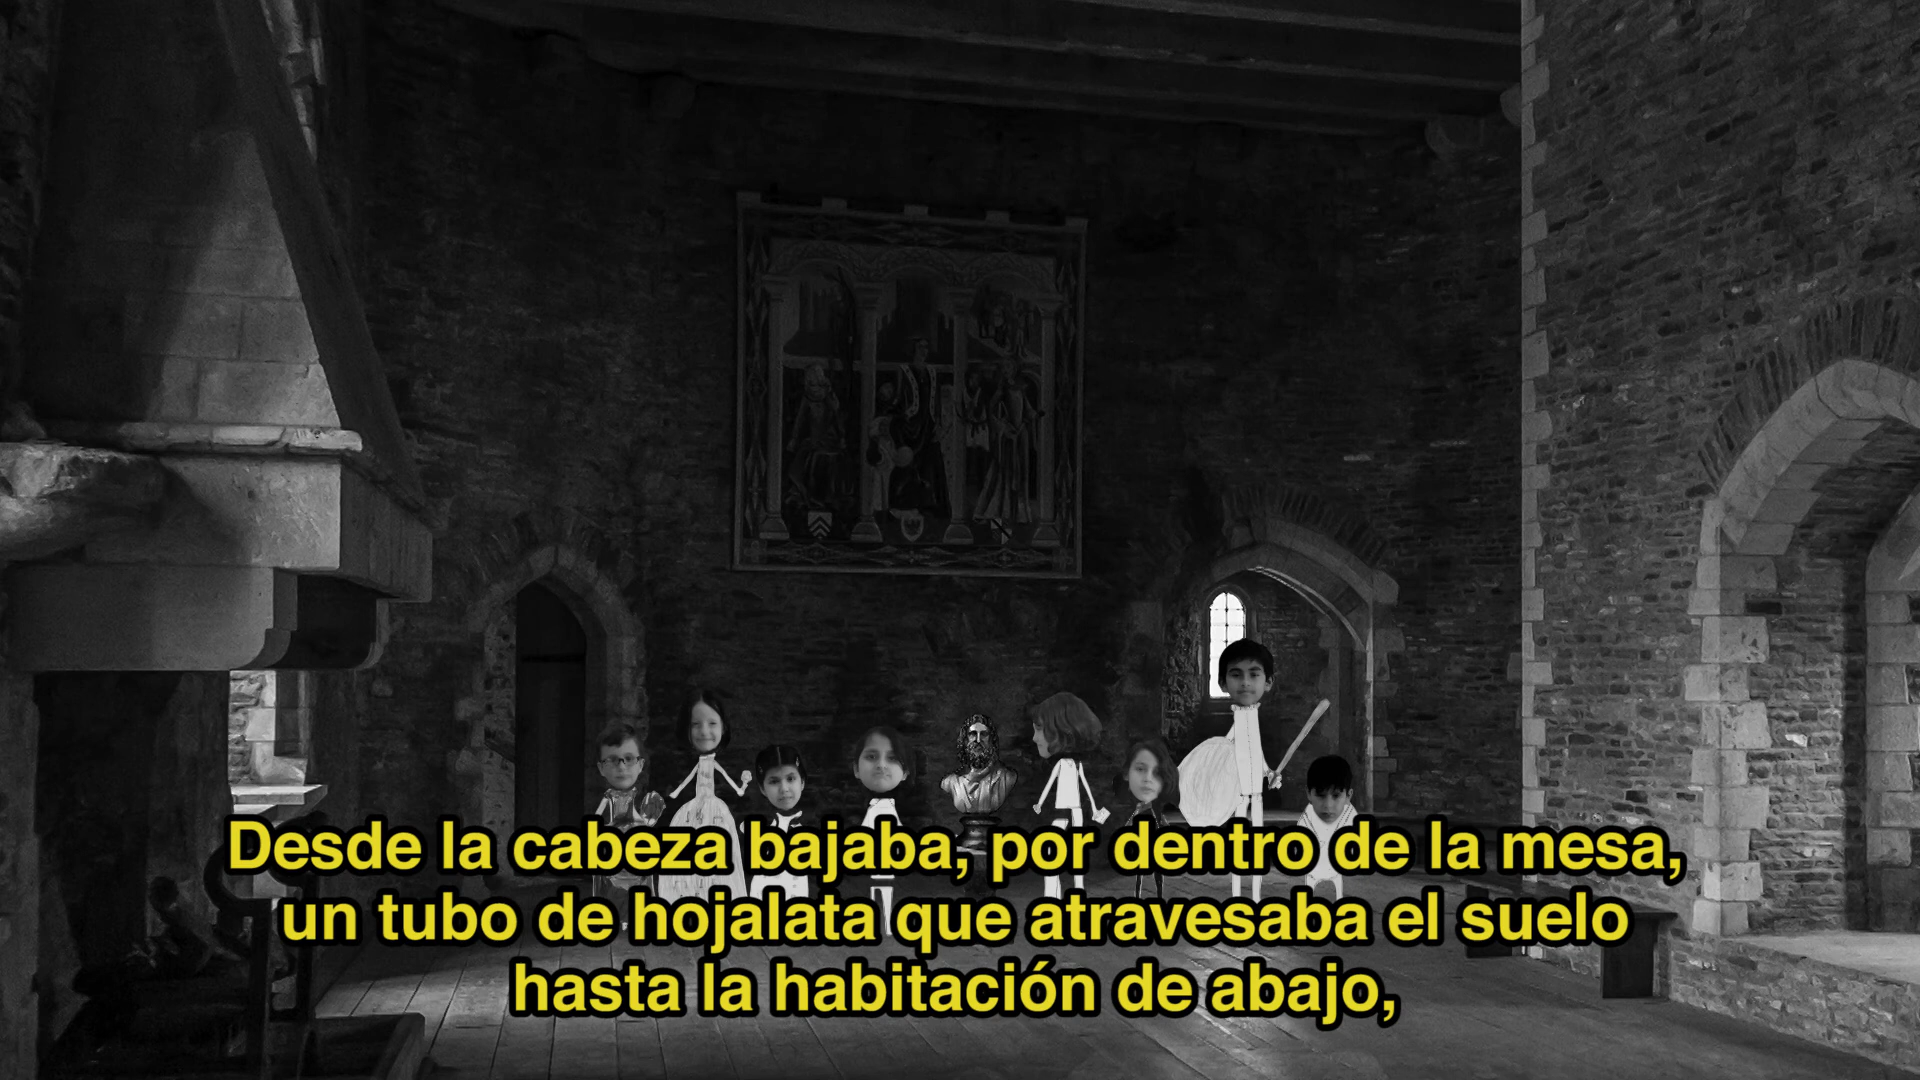 Desde la cabeza bajaba, por dentro de la mesa,
un tubo de hojalata que atravesaba el suelo
hasta la habitación de abajo,